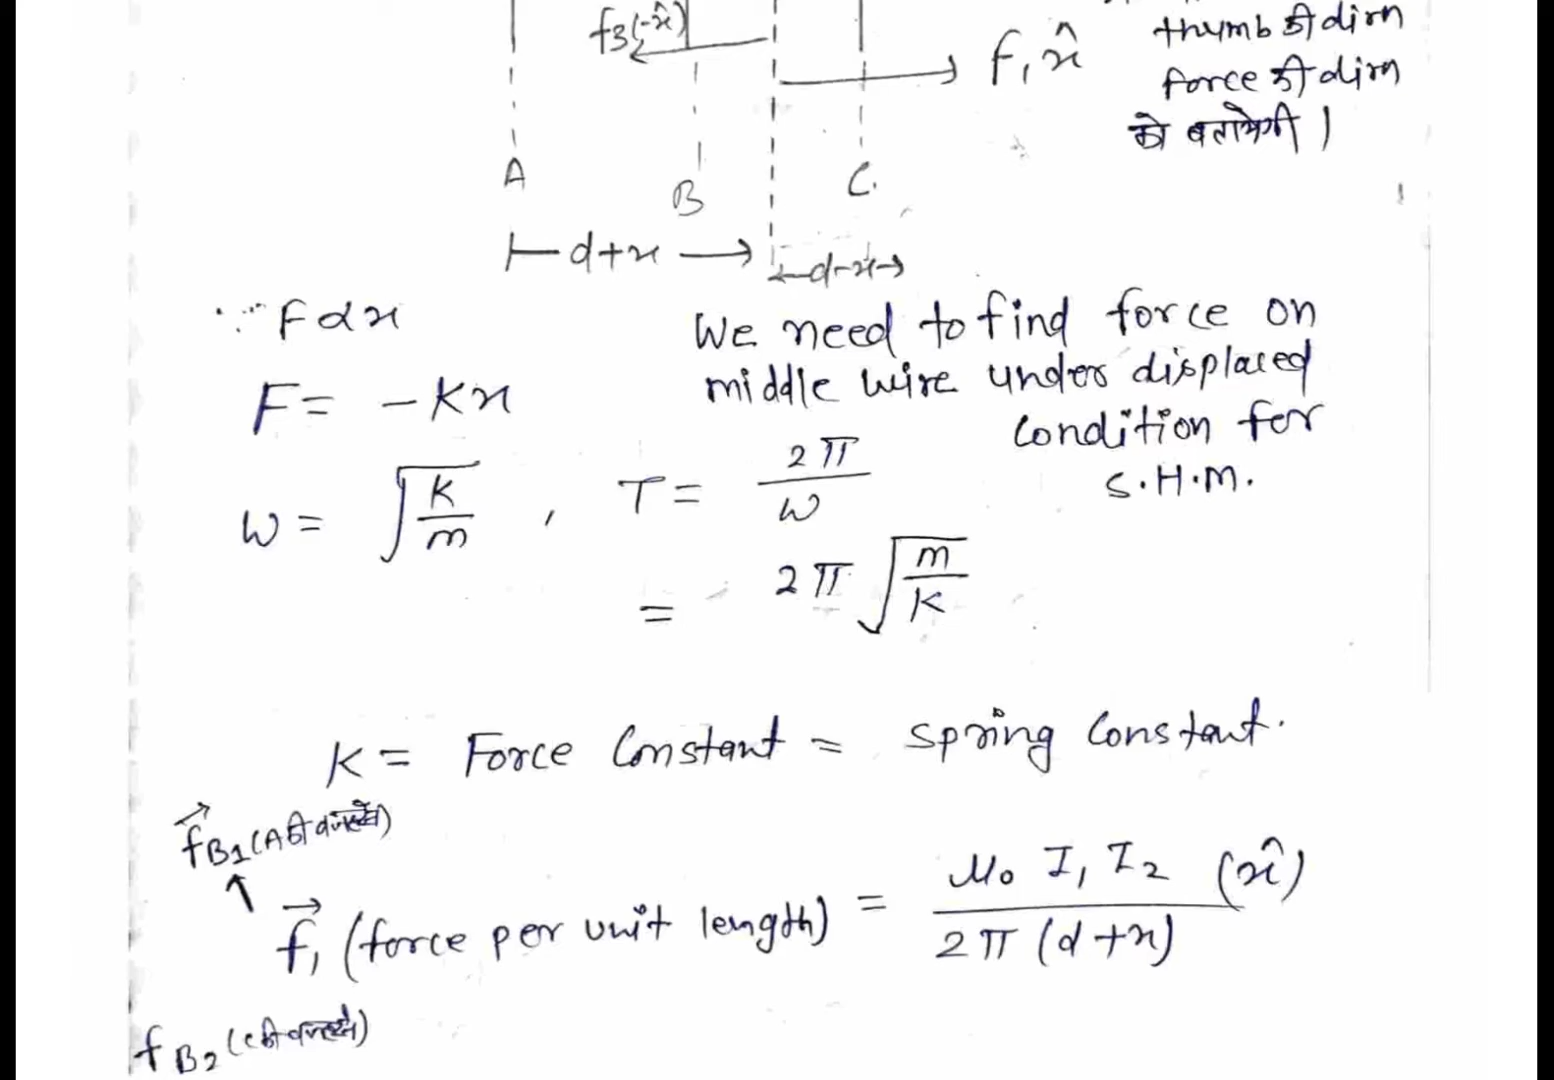 f3(-x̂)
f₁ x̂
thumb की dirn
force की dirn
को बतायेगी ।
A
B
C.
d+x
d-x
∵ F ∝ x
We need to find force on
middle wire under displaced
condition for
S.H.M.
F = -Kx
ω = √(K/m) , T = 2π/ω
= 2π √(m/K)
K = Force Constant = Spring Constant.
f⃗B1 (A की वजह से)
f⃗₁ (force per unit length) = μ₀ I₁ I₂ (x̂) / 2π (d+x)
fB2 (C की वजह से)